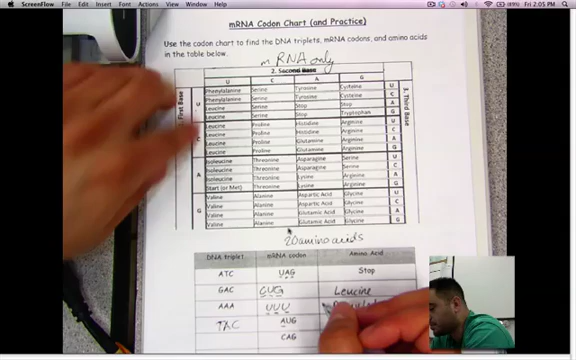 ScreenFlow File Edit Mark Actions Font Arrange View Window Help (99%) Fri 2:05 PM
mRNA Codon Chart (and Practice)
Use the codon chart to find the DNA triplets, mRNA codons, and amino acids
in the table below.
mRNA only
2. Second Base
U C A G
First Base
3. Third Base
U
Phenylalanine Serine Tyrosine Cysteine U
Phenylalanine Serine Tyrosine Cysteine C
Leucine Serine Stop Stop A
Leucine Serine Stop Tryptophan G
C
Leucine Proline Histidine Arginine U
Leucine Proline Histidine Arginine C
Leucine Proline Glutamine Arginine A
Leucine Proline Glutamine Arginine G
A
Isoleucine Threonine Asparagine Serine U
Isoleucine Threonine Asparagine Serine C
Isoleucine Threonine Lysine Arginine A
Start (or Met) Threonine Lysine Arginine G
G
Valine Alanine Aspartic Acid Glycine U
Valine Alanine Aspartic Acid Glycine C
Valine Alanine Glutamic Acid Glycine A
Valine Alanine Glutamic Acid Glycine G
20 amino acids
DNA triplet mRNA codon Amino Acid
ATC UAG Stop
GAC CUG Leucine
AAA UUU
TAC AUG
CAG